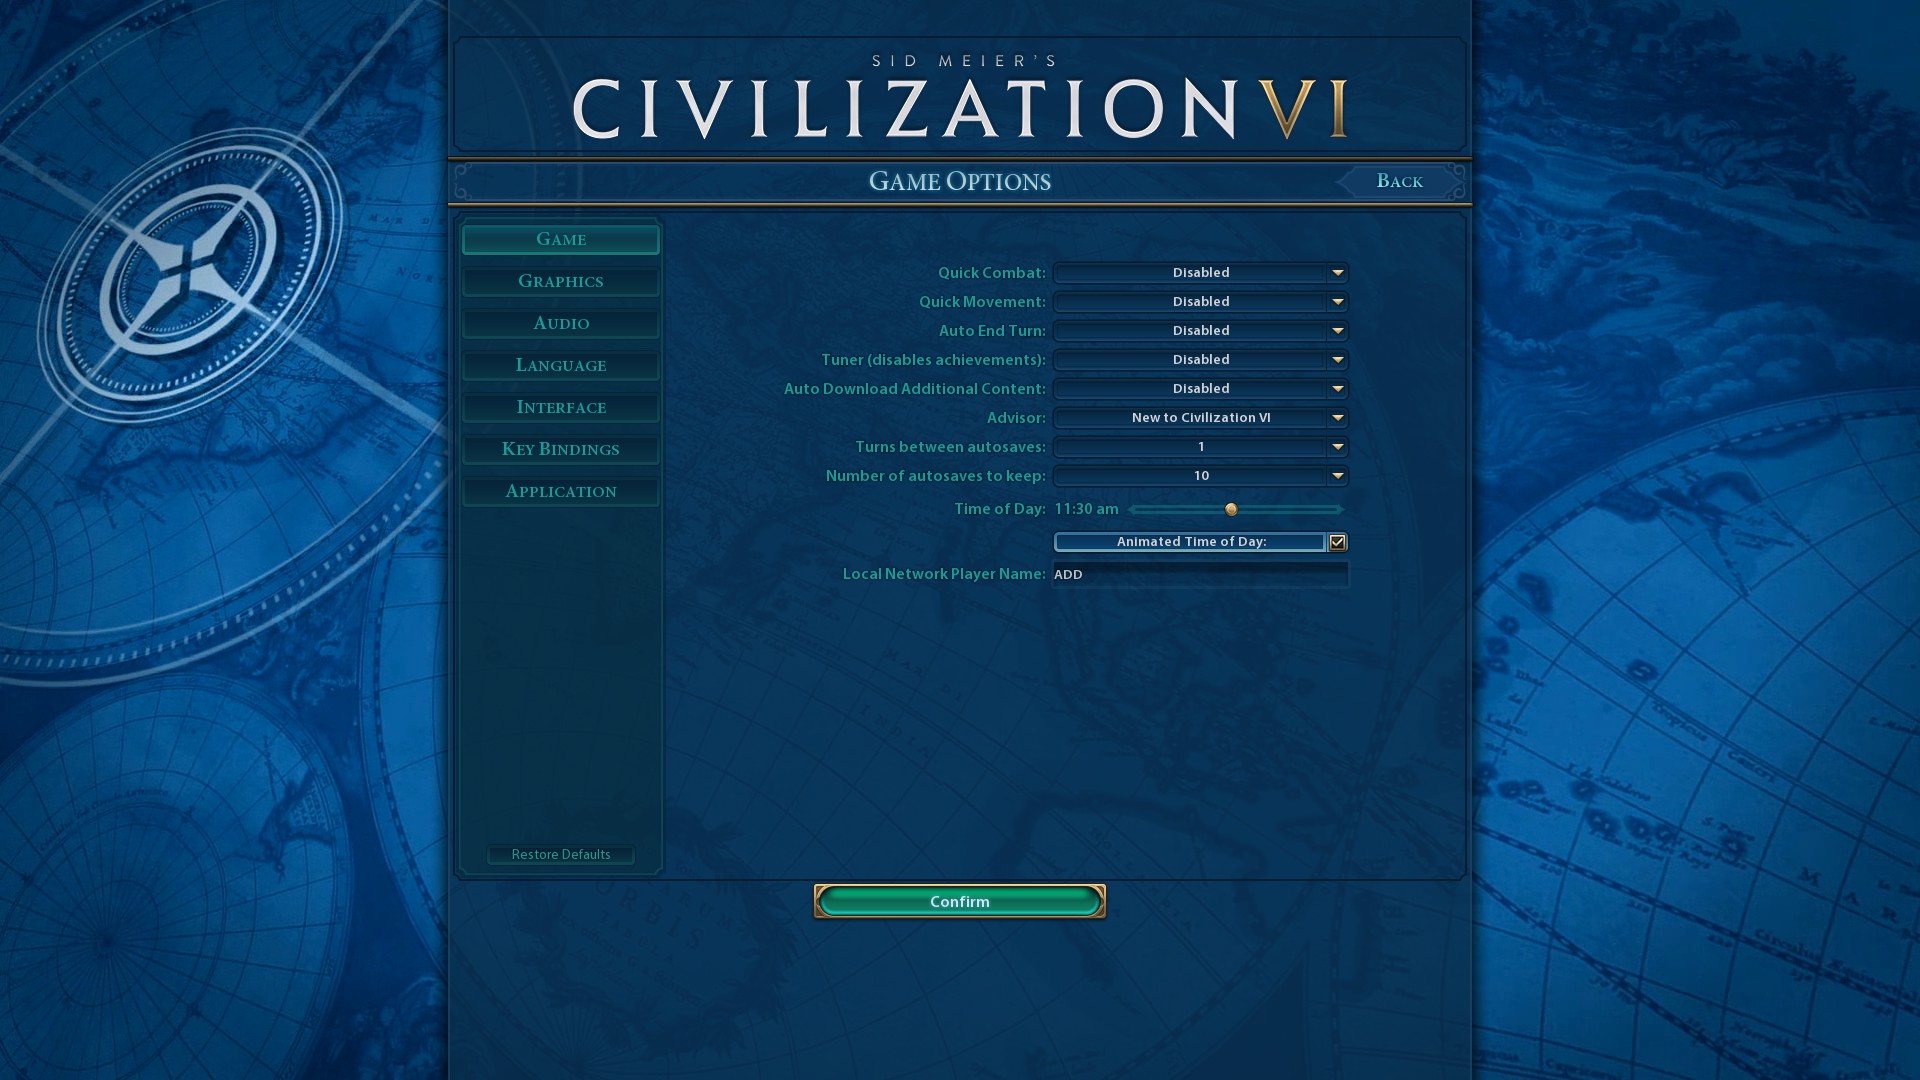 SID MEIER'S
CIVILIZATION VI
GAME OPTIONS
BACK
GAME
GRAPHICS
AUDIO
LANGUAGE
INTERFACE
KEY BINDINGS
APPLICATION
Restore Defaults
Quick Combat: Disabled
Quick Movement: Disabled
Auto End Turn: Disabled
Tuner (disables achievements): Disabled
Auto Download Additional Content: Disabled
Advisor: New to Civilization VI
Turns between autosaves: 1
Number of autosaves to keep: 10
Time of Day: 11:30 am
Animated Time of Day:
Local Network Player Name: ADD
Confirm